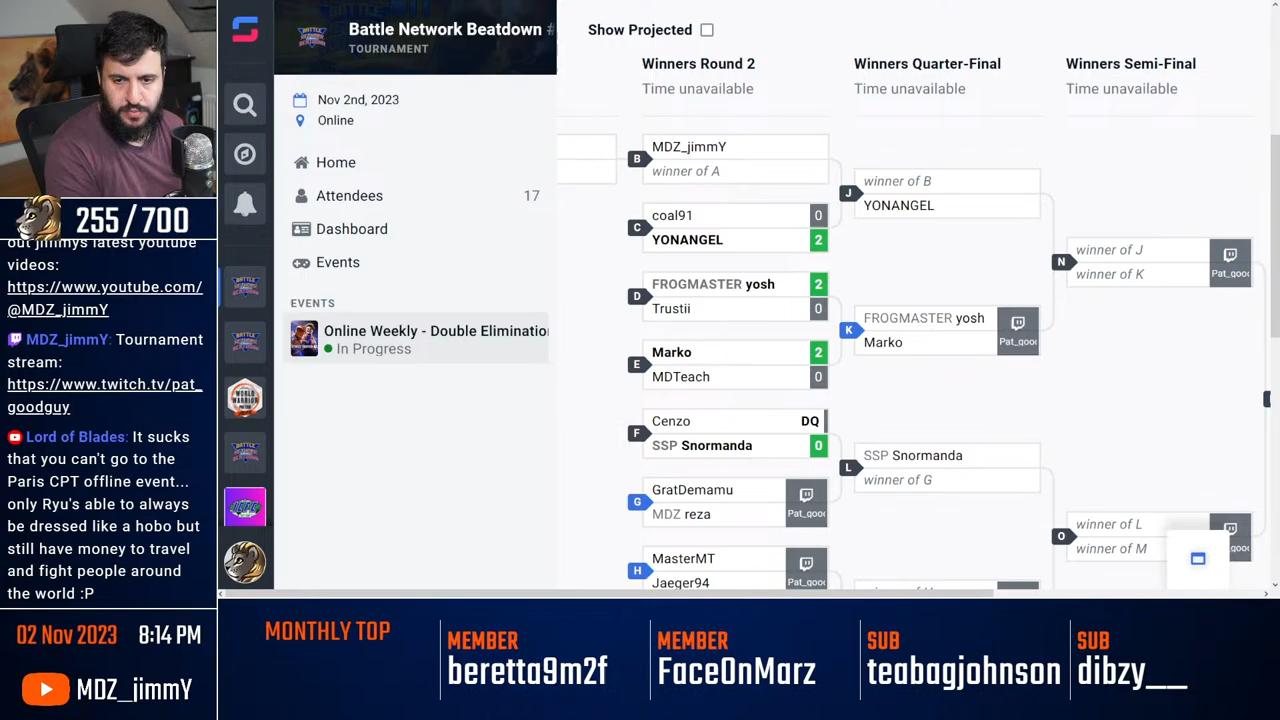 255 / 700
out jimmys latest youtube
videos:
https://www.youtube.com/
@MDZ_jimmY
MDZ_jimmY: Tournament
stream:
https://www.twitch.tv/pat_
goodguy
Lord of Blades: It sucks
that you can't go to the
Paris CPT offline event...
only Ryu's able to always
be dressed like a hobo but
still have money to travel
and fight people around
the world :P
02 Nov 2023 8:14 PM
MDZ_jimmY
WORLD
WARRIOR
Battle Network Beatdown #
TOURNAMENT
Nov 2nd, 2023
Online
Home
Attendees 17
Dashboard
Events
EVENTS
Online Weekly - Double Elimination
In Progress
Show Projected
Winners Round 2
Time unavailable
B
MDZ_jimmY
winner of A
C
coal91 0
YONANGEL 2
D
FROGMASTER yosh 2
Trustii 0
E
Marko 2
MDTeach 0
F
Cenzo DQ
SSP Snormanda 0
G
GratDemamu
MDZ reza
Pat_good
H
MasterMT
Jaeger94
Pat_good
Winners Quarter-Final
Time unavailable
J
winner of B
YONANGEL
K
FROGMASTER yosh
Marko
Pat_good
L
SSP Snormanda
winner of G
Winners Semi-Final
Time unavailable
N
winner of J
winner of K
Pat_good
O
winner of L
winner of M
good
MONTHLY TOP
MEMBER
beretta9m2f
MEMBER
FaceOnMarz
SUB
teabagjohnson
SUB
dibzy__